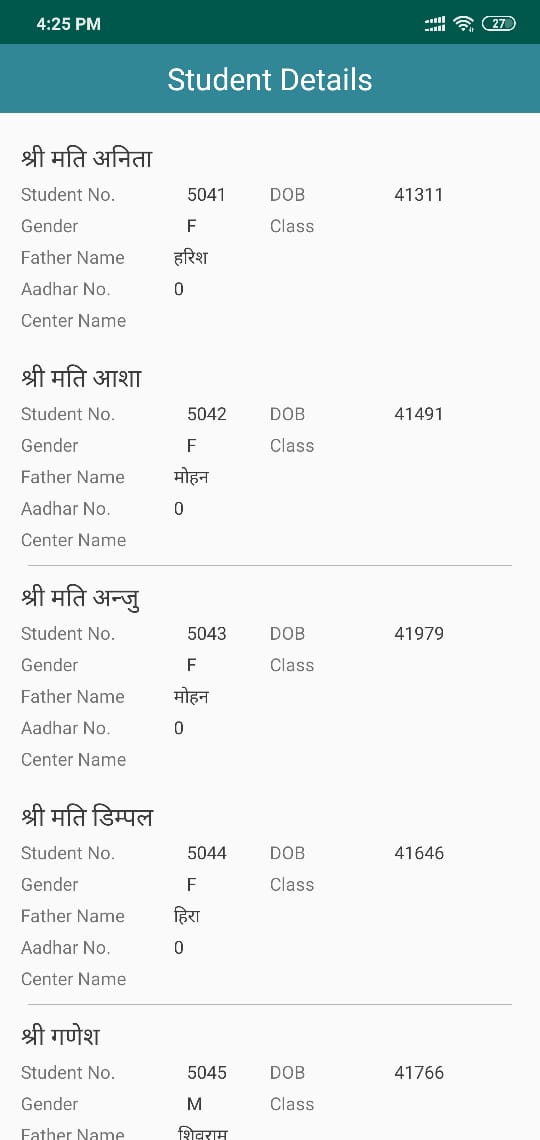 4:25 PM 27
Student Details
श्री मति अनिता
Student No. 5041 DOB 41311
Gender F Class
Father Name हरिश
Aadhar No. 0
Center Name
श्री मति आशा
Student No. 5042 DOB 41491
Gender F Class
Father Name मोहन
Aadhar No. 0
Center Name
श्री मति अन्जु
Student No. 5043 DOB 41979
Gender F Class
Father Name मोहन
Aadhar No. 0
Center Name
श्री मति डिम्पल
Student No. 5044 DOB 41646
Gender F Class
Father Name हिरा
Aadhar No. 0
Center Name
श्री गणेश
Student No. 5045 DOB 41766
Gender M Class
Father Name शिवराम